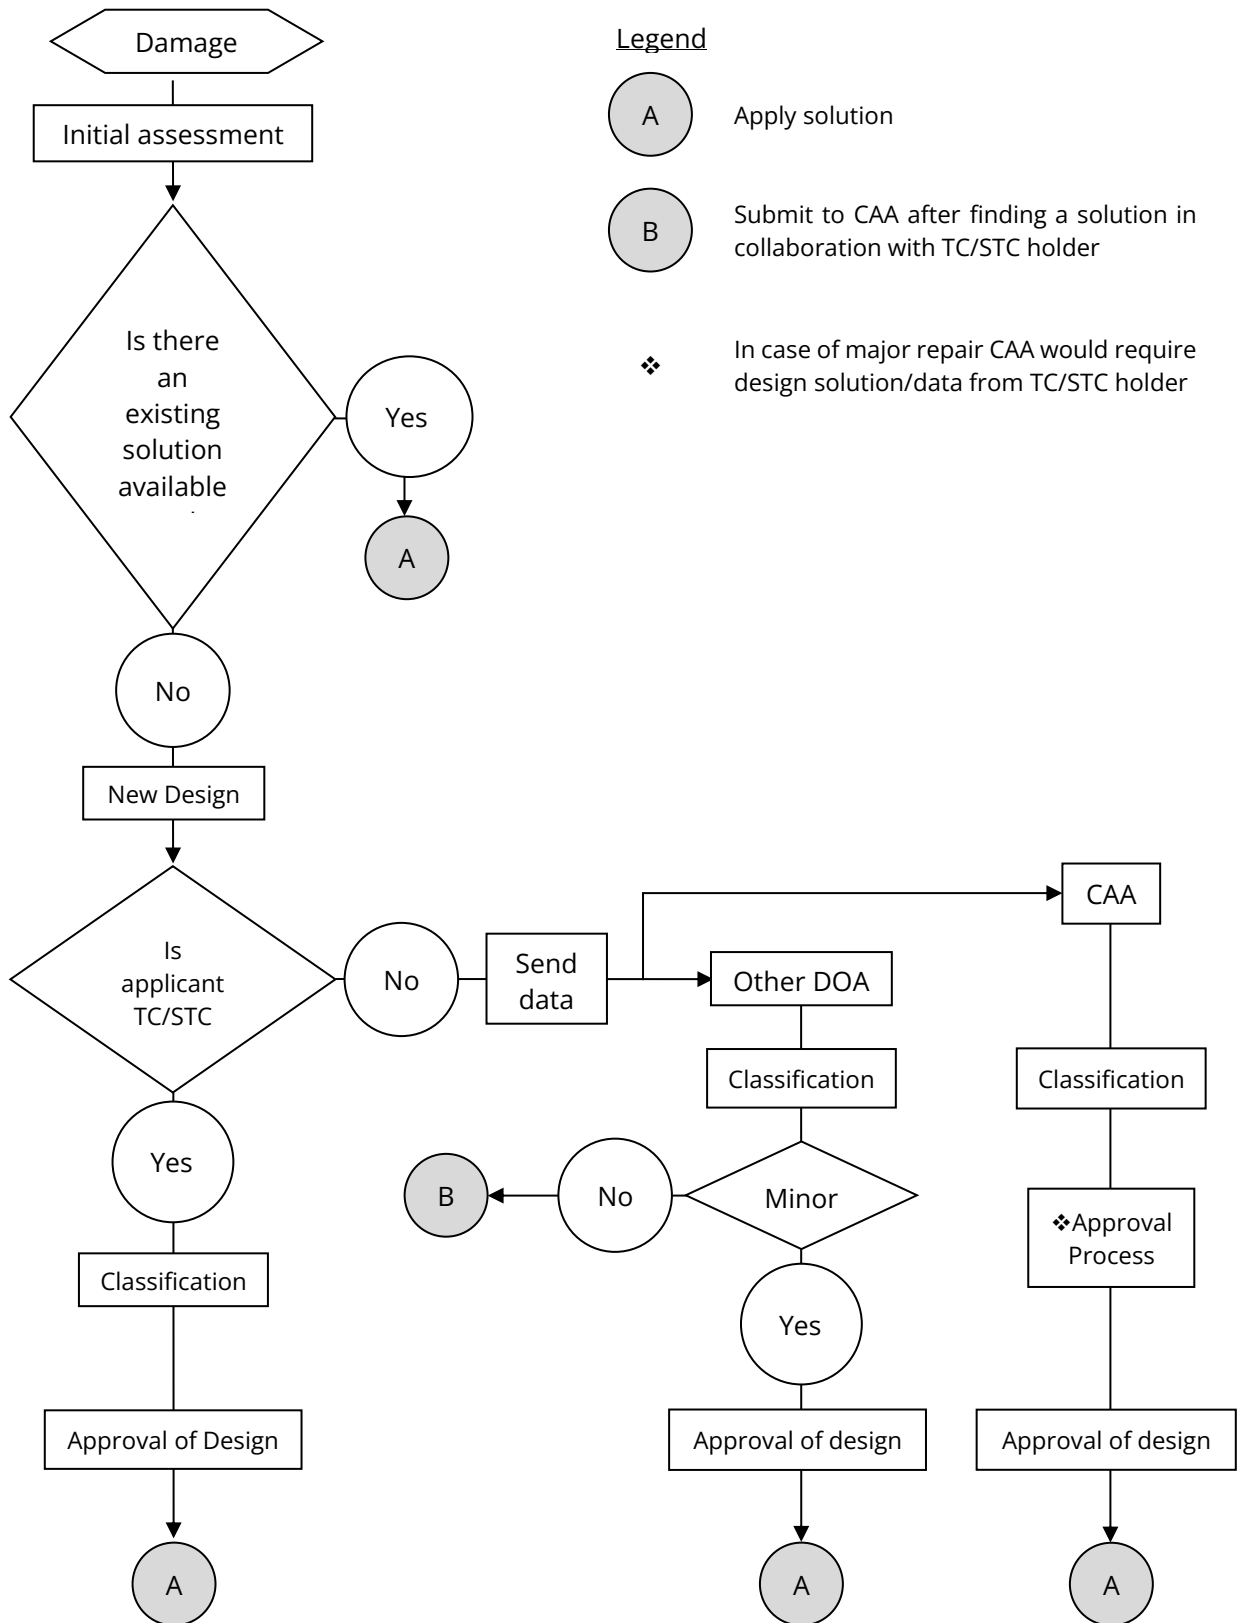 Damage
Legend
Initial assessment
A
Apply solution
B
Submit to CAA after finding a solution in
collaboration with TC/STC holder
❖
In case of major repair CAA would require
design solution/data from TC/STC holder
Is there
an
existing
solution
available
Yes
A
No
New Design
Is
applicant
TC/STC
No
Send
data
Other DOA
CAA
Classification
Classification
Yes
B
No
Minor
❖Approval
Process
Classification
Yes
Approval of Design
Approval of design
Approval of design
A
A
A